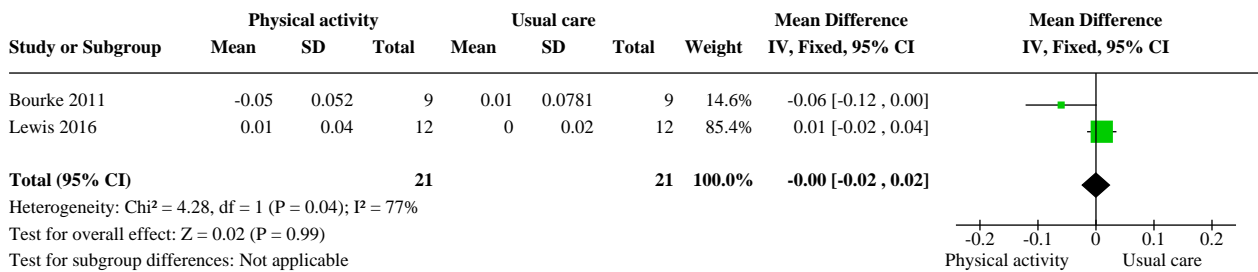 Physical activity Usual care Mean Difference Mean Difference
Study or Subgroup Mean SD Total Mean SD Total Weight IV, Fixed, 95% CI IV, Fixed, 95% CI
Bourke 2011 -0.05 0.052 9 0.01 0.0781 9 14.6% -0.06 [-0.12 , 0.00]
Lewis 2016 0.01 0.04 12 0 0.02 12 85.4% 0.01 [-0.02 , 0.04]
Total (95% CI) 21 21 100.0% -0.00 [-0.02 , 0.02]
Heterogeneity: Chi² = 4.28, df = 1 (P = 0.04); I² = 77%
Test for overall effect: Z = 0.02 (P = 0.99)
Test for subgroup differences: Not applicable
-0.2 -0.1 0 0.1 0.2
Physical activity Usual care